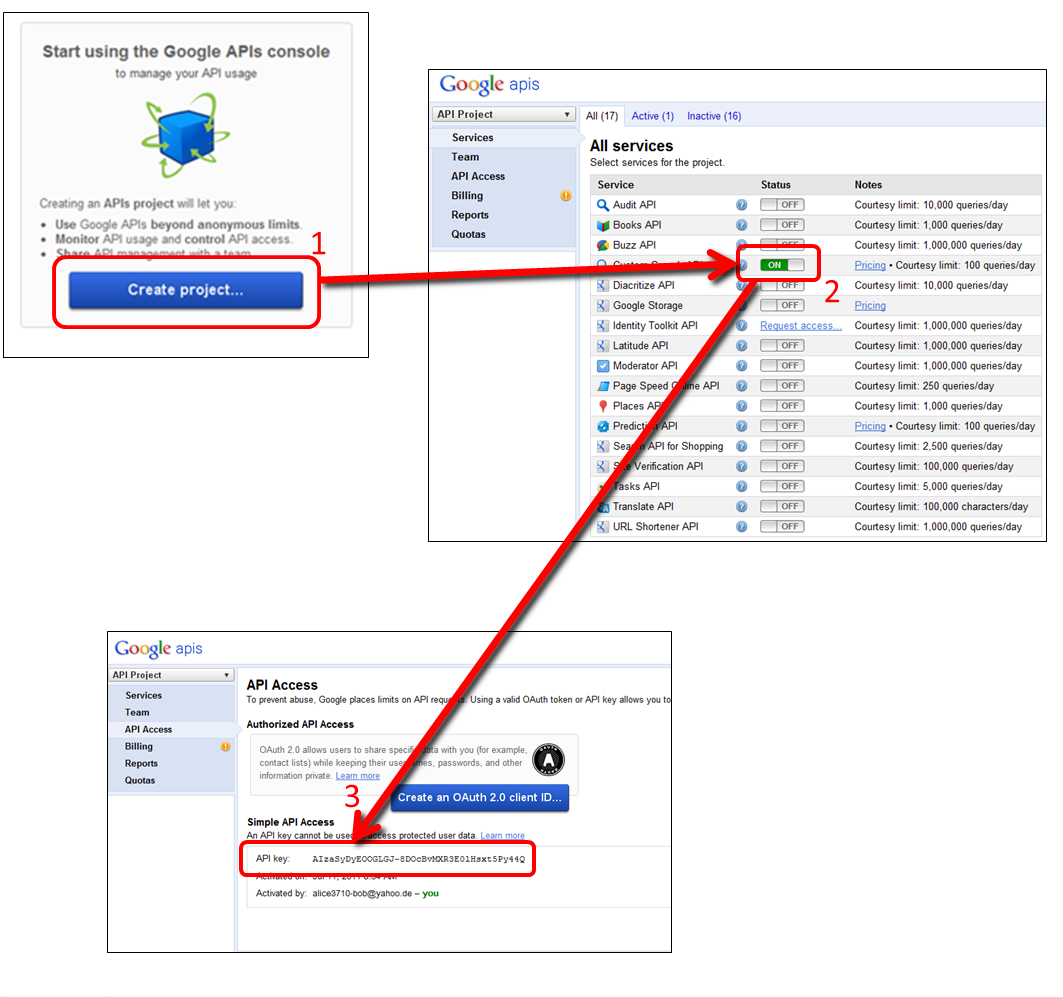 Start using the Google APIs console
to manage your API usage
Creating an APIs project will let you:
• Use Google APIs beyond anonymous limits.
• Monitor API usage and control API access.
• Share API management with a team
1
Create project...
Google apis
API Project
All (17) Active (1) Inactive (16)
Services
Team
API Access
Billing
Reports
Quotas
All services
Select services for the project.
Service Status Notes
Audit API OFF Courtesy limit: 10,000 queries/day
Books API OFF Courtesy limit: 1,000,000 queries/day
Buzz API OFF Courtesy limit: 1,000,000 queries/day
ON Pricing • Courtesy limit: 100 queries/day
2
Diacritize API OFF Courtesy limit: 10,000 queries/day
Google Storage OFF Pricing
Identity Toolkit API Request access... Courtesy limit: 1,000,000 queries/day
Latitude API OFF Courtesy limit: 1,000,000 queries/day
Moderator API OFF Courtesy limit: 1,000,000 queries/day
Page Speed Online API OFF Courtesy limit: 250 queries/day
Places API OFF Courtesy limit: 1,000 queries/day
Prediction API OFF Pricing • Courtesy limit: 100 queries/day
Search API for Shopping OFF Courtesy limit: 2,500 queries/day
Site Verification API OFF Courtesy limit: 100,000 queries/day
Tasks API OFF Courtesy limit: 5,000 queries/day
Translate API OFF Courtesy limit: 100,000 characters/day
URL Shortener API OFF Courtesy limit: 1,000,000 queries/day
Google apis
API Project
Services
Team
API Access
Billing
Reports
Quotas
API Access
To prevent abuse, Google places limits on API requests. Using a valid OAuth token or API key allows you to
Authorized API Access
OAuth 2.0 allows users to share specific data with you (for example,
contact lists) while keeping their usernames, passwords, and other
information private. Learn more
Create an OAuth 2.0 client ID...
3
Simple API Access
An API key cannot be used to access protected user data. Learn more
API key: AIzaSyDyEOOGLGJ-8DOcBvMXR3E0lHsxt5Py44Q
Activated on:
Activated by: alice3710-bob@yahoo.de – you